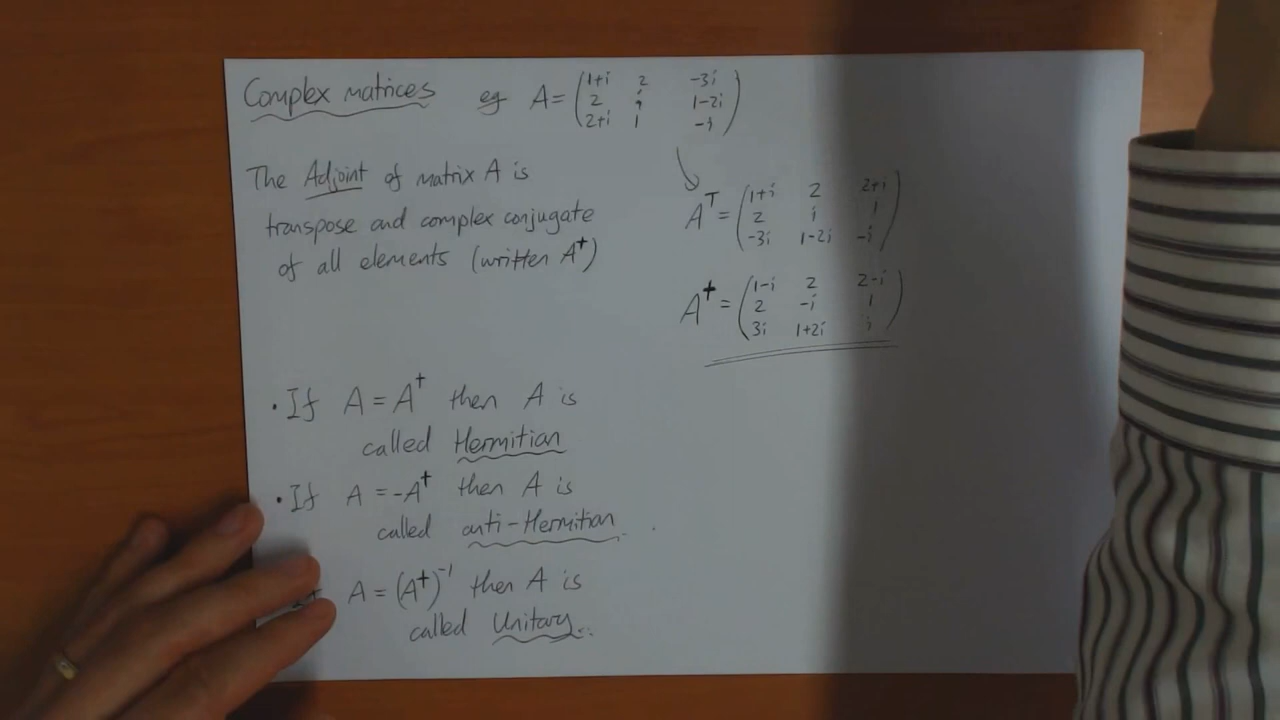 Complex matrices eg A = (1+i 2 -3i
2 i 1-2i
2+i 1 -i)
The Adjoint of matrix A is
transpose and complex conjugate
of all elements (written A†)
A^T = (1+i 2 2+i
2 i 1
-3i 1-2i -i)
A† = (1-i 2 2-i
2 -i 1
3i 1+2i i)
• If A = A† then A is
called Hermitian
• If A = -A† then A is
called anti-Hermitian
A = (A†)⁻¹ then A is
called Unitary